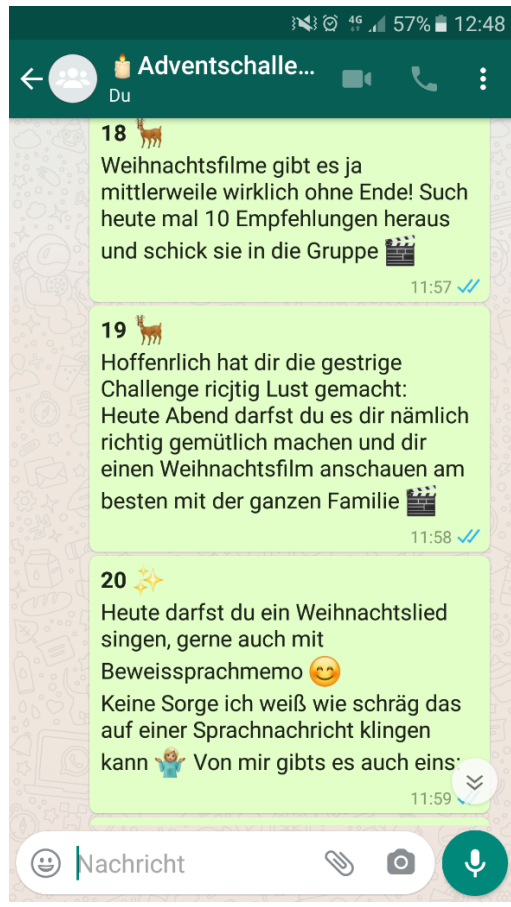 4G 57% 12:48
Adventschalle...
Du
18
Weihnachtsfilme gibt es ja
mittlerweile wirklich ohne Ende! Such
heute mal 10 Empfehlungen heraus
und schick sie in die Gruppe
11:57
19
Hoffenrlich hat dir die gestrige
Challenge ricjtig Lust gemacht:
Heute Abend darfst du es dir nämlich
richtig gemütlich machen und dir
einen Weihnachtsfilm anschauen am
besten mit der ganzen Familie
11:58
20
Heute darfst du ein Weihnachtslied
singen, gerne auch mit
Beweissprachmemo
Keine Sorge ich weiß wie schräg das
auf einer Sprachnachricht klingen
kann Von mir gibts es auch eins:
11:59
Nachricht